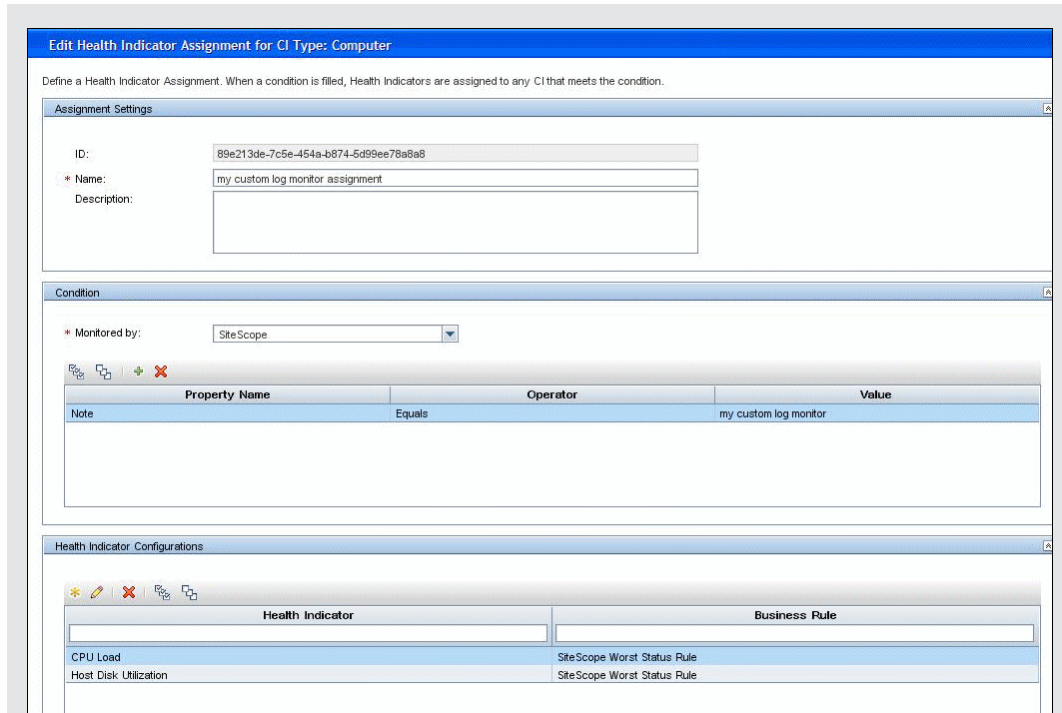 Edit Health Indicator Assignment for CI Type: Computer
Define a Health Indicator Assignment. When a condition is filled, Health Indicators are assigned to any CI that meets the condition.
Assignment Settings
ID: 89e213de-7c5e-454a-b874-5d99ee78a8a8
* Name: my custom log monitor assignment
Description:
Condition
* Monitored by: SiteScope
Property Name Operator Value
Note Equals my custom log monitor
Health Indicator Configurations
Health Indicator Business Rule
CPU Load SiteScope Worst Status Rule
Host Disk Utilization SiteScope Worst Status Rule